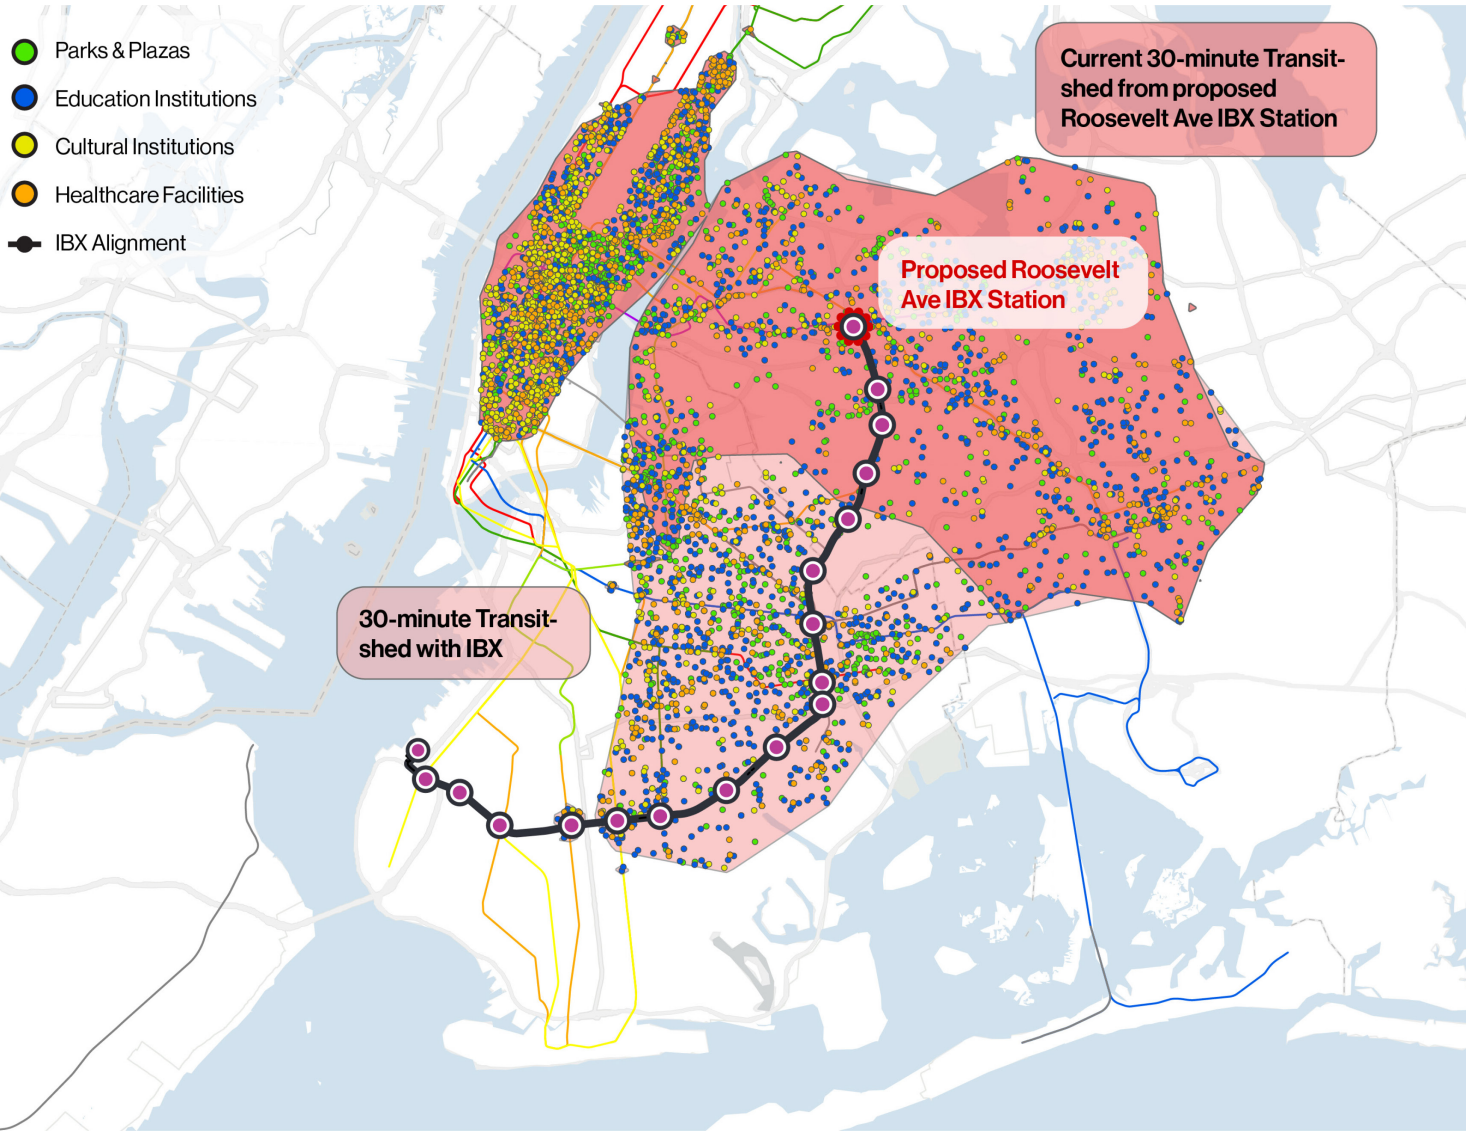 Parks & Plazas
Education Institutions
Cultural Institutions
Healthcare Facilities
IBX Alignment
Current 30-minute Transit-
shed from proposed
Roosevelt Ave IBX Station
Proposed Roosevelt
Ave IBX Station
30-minute Transit-
shed with IBX